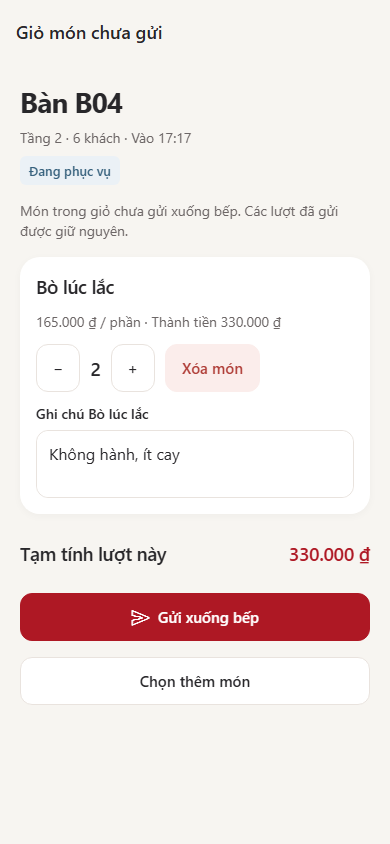 Giỏ món chưa gửi
Bàn B04
Tầng 2 · 6 khách · Vào 17:17
Đang phục vụ
Món trong giỏ chưa gửi xuống bếp. Các lượt đã gửi
được giữ nguyên.
Bò lúc lắc
165.000 ₫ / phần · Thành tiền 330.000 ₫
− 2 + Xóa món
Ghi chú Bò lúc lắc
Không hành, ít cay
Tạm tính lượt này 330.000 ₫
Gửi xuống bếp
Chọn thêm món